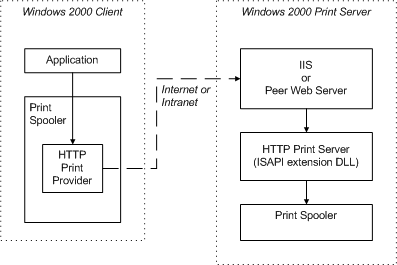 Windows 2000 Client
Windows 2000 Print Server
Application
Print
Spooler
HTTP
Print
Provider
Internet or
Intranet
IIS
or
Peer Web Server
HTTP Print Server
(ISAPI extension DLL)
Print Spooler